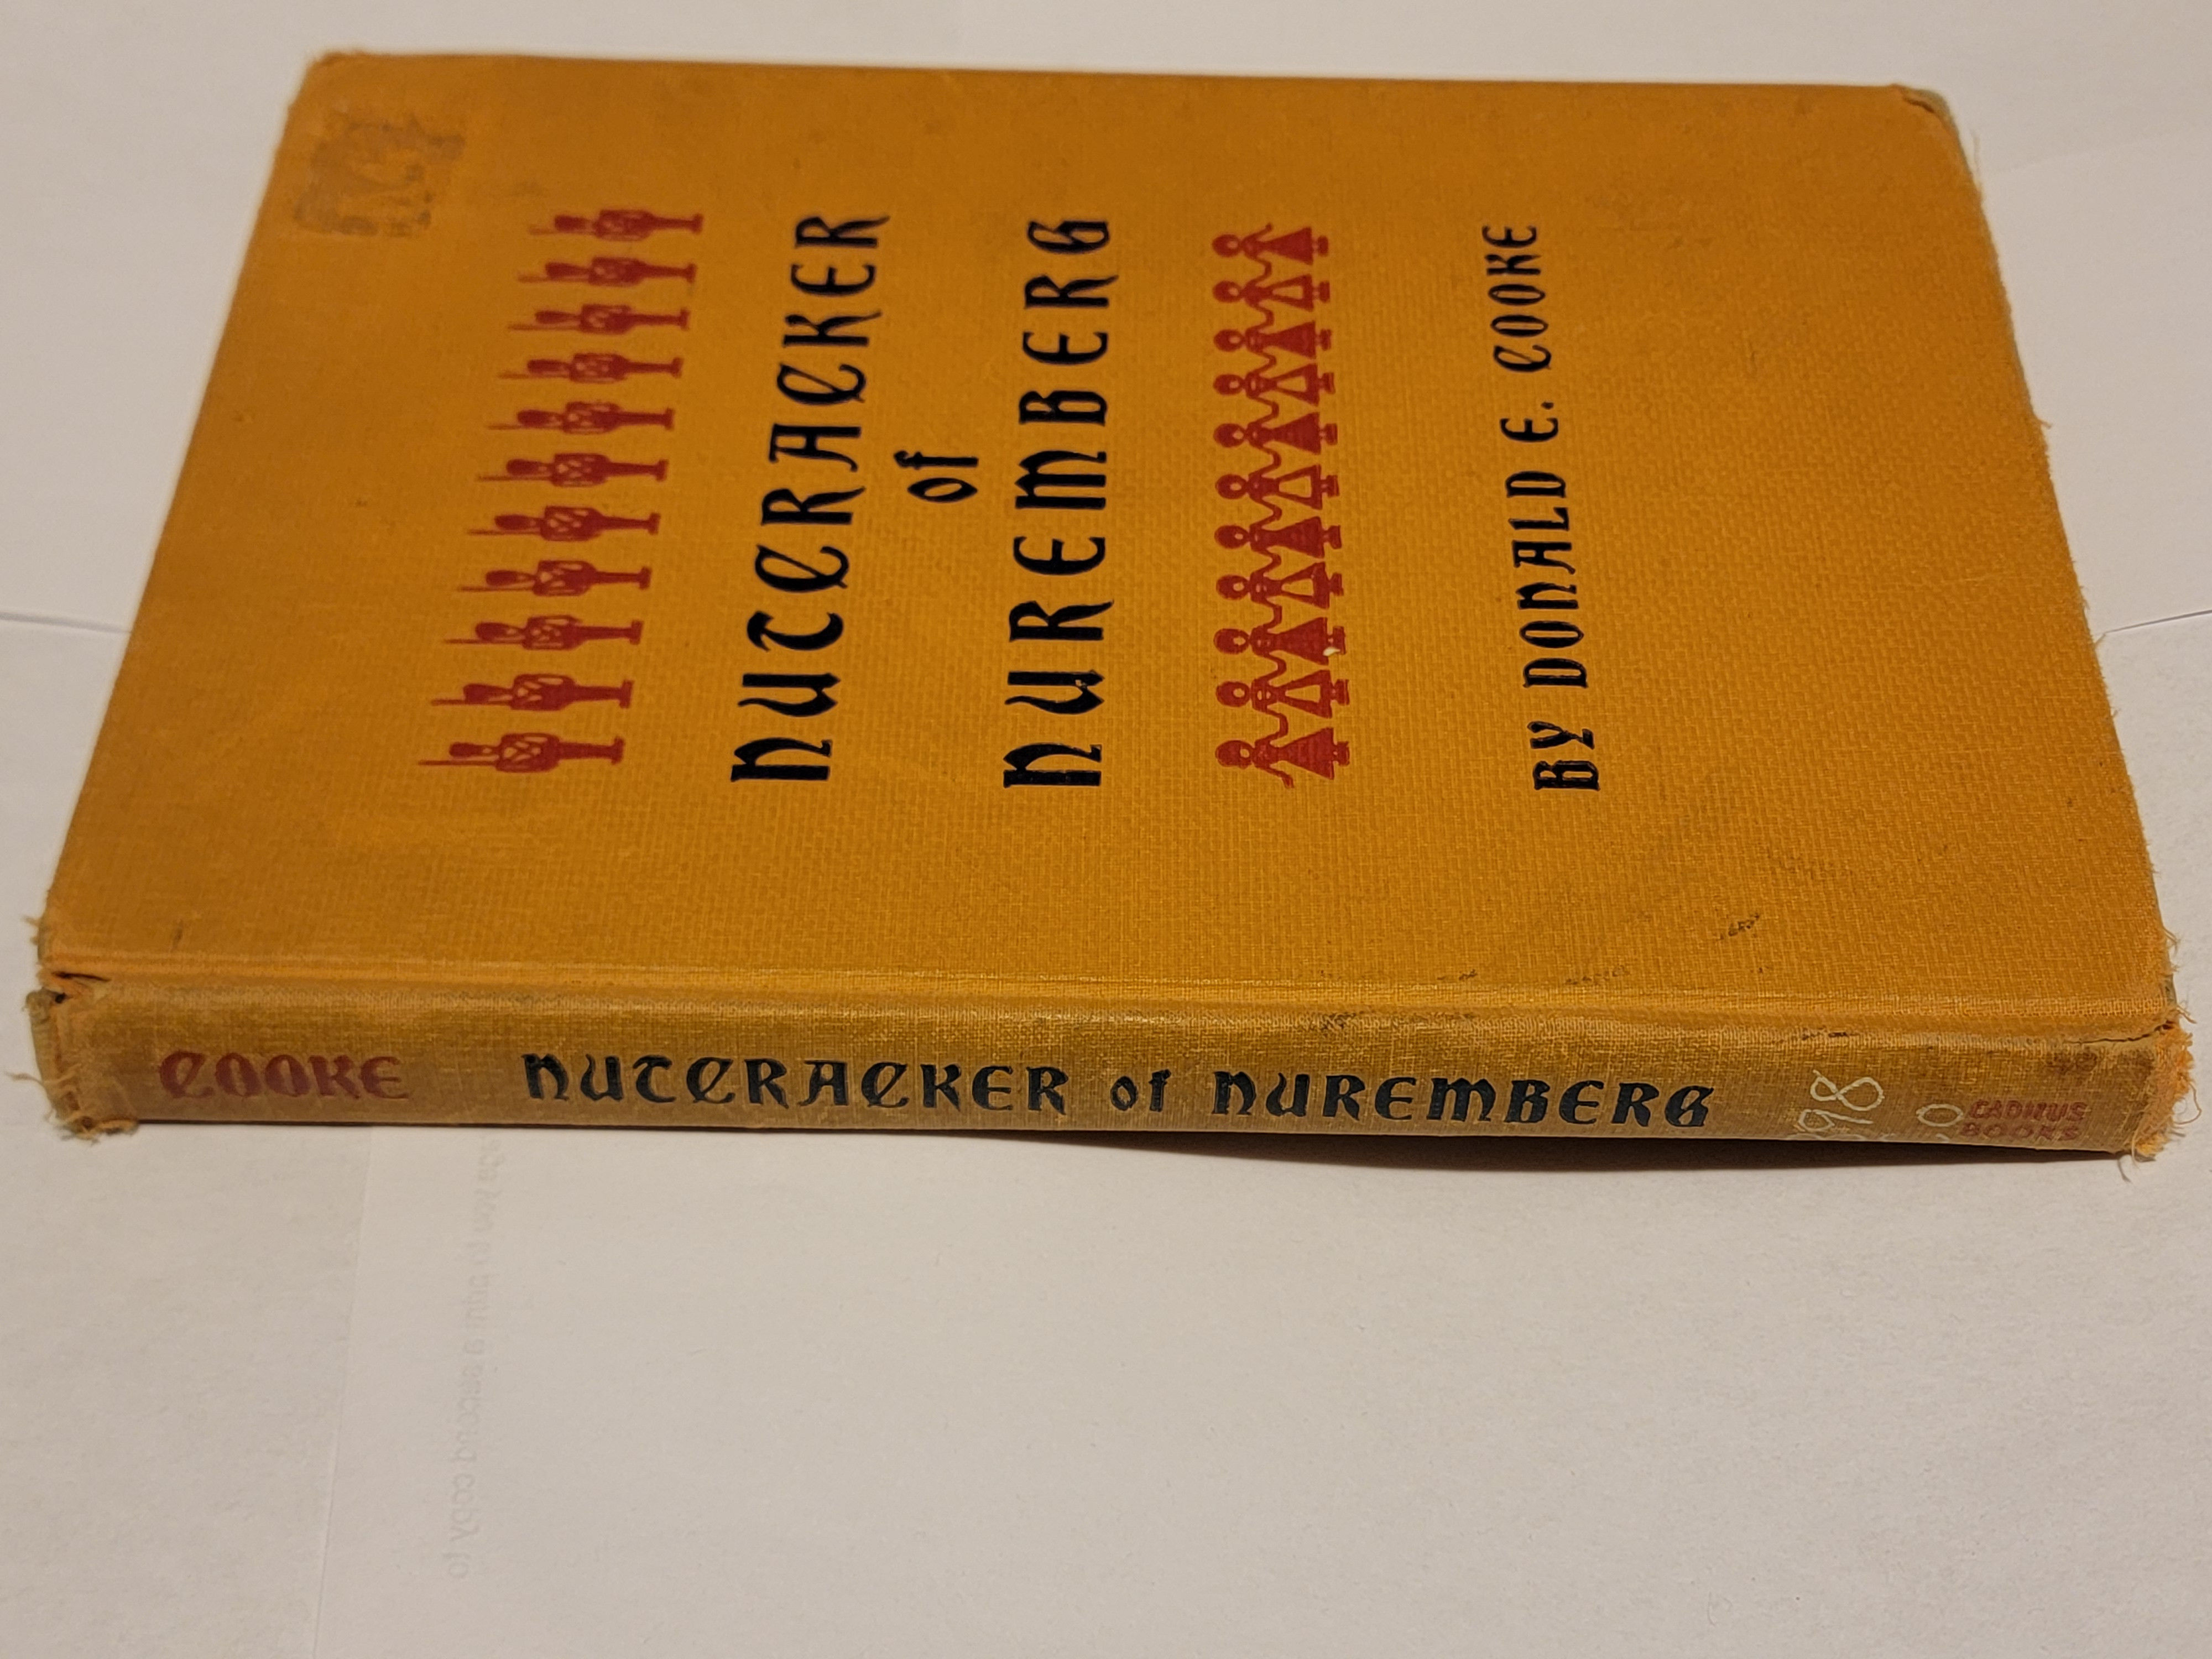 NUTCRACKER
of
NUREMBERG
BY DONALD E. COOKE
COOKE NUTCRACKER of NUREMBERG
CADMUS
BOOKS